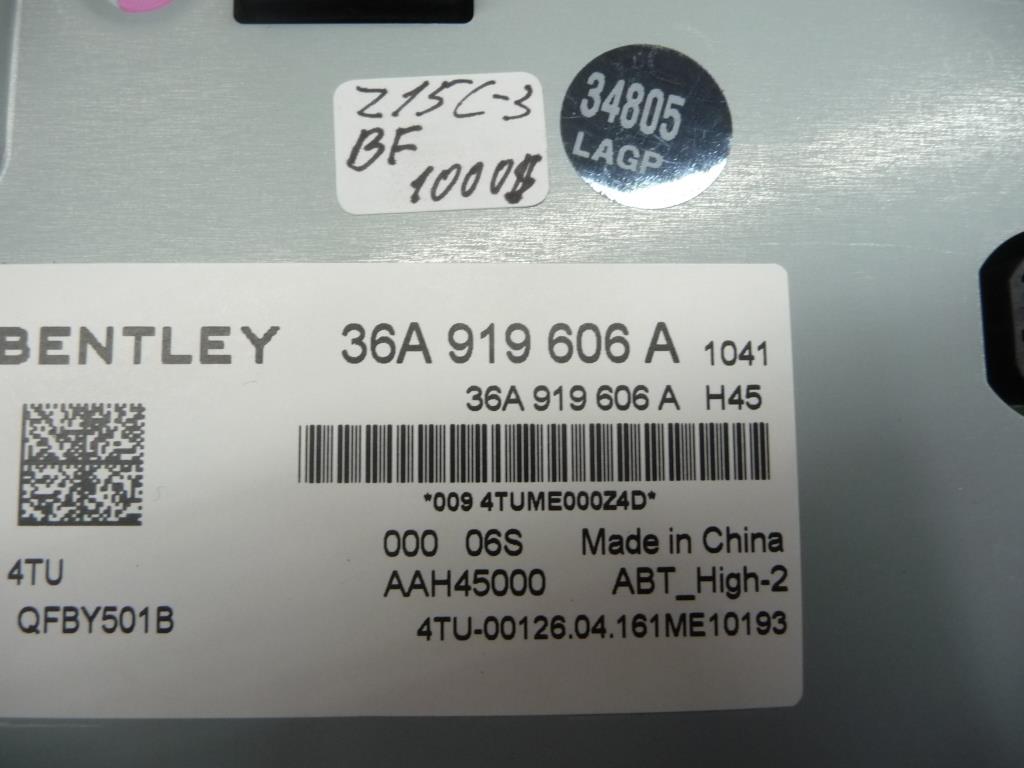 Z15C-3
BF
1000$
34805
LAGP
BENTLEY 36A 919 606 A 1041
36A 919 606 A H45
*009 4TUME000Z4D*
000 06S Made in China
4TU AAH45000 ABT_High-2
QFBY501B 4TU-00126.04.161ME10193